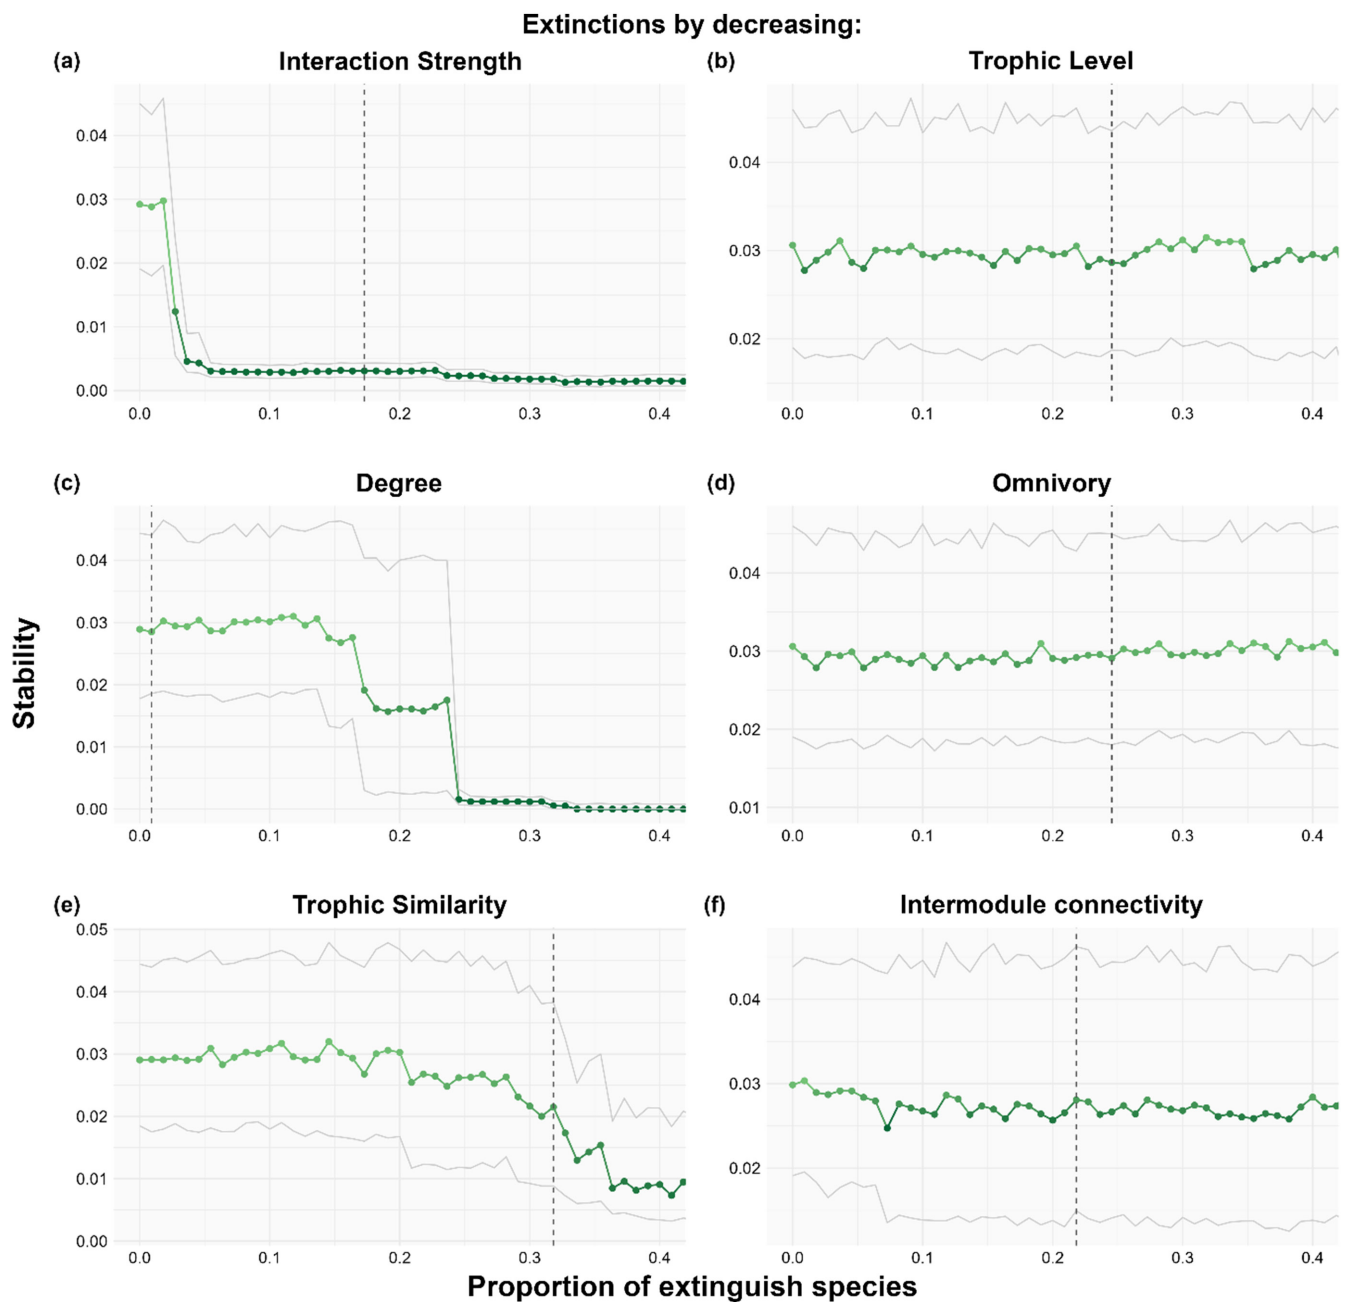 Extinctions by decreasing:
(a) Interaction Strength
(b) Trophic Level
0.04
0.03
0.02
0.01
0.00
0.0 0.1 0.2 0.3 0.4
0.04
0.03
0.02
0.0 0.1 0.2 0.3 0.4
(c) Degree
(d) Omnivory
0.04
0.03
0.02
0.01
0.00
0.0 0.1 0.2 0.3 0.4
0.04
0.03
0.02
0.01
0.0 0.1 0.2 0.3 0.4
Stability
(e) Trophic Similarity
(f) Intermodule connectivity
0.05
0.04
0.03
0.02
0.01
0.00
0.0 0.1 0.2 0.3 0.4
0.04
0.03
0.02
0.0 0.1 0.2 0.3 0.4
Proportion of extinguish species